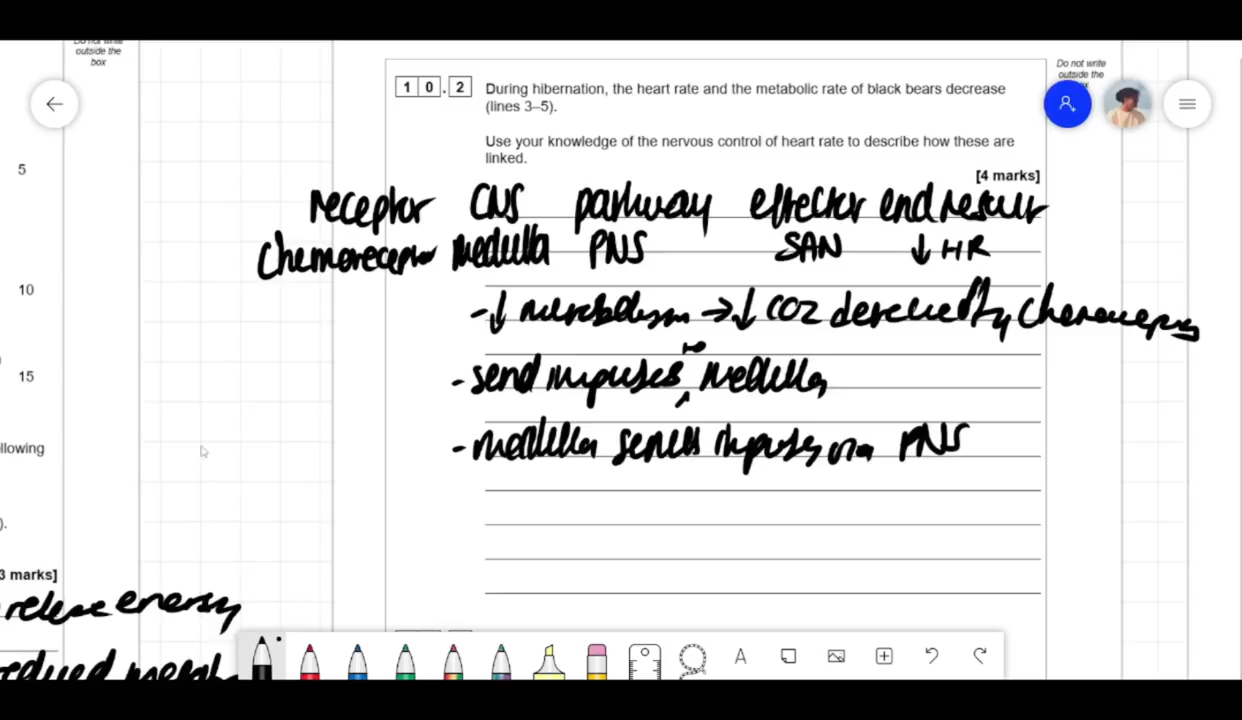 Do not write
outside the
box
Do not write
outside the
5
10
15
llowing
).
3 marks]
release energy
reduced metab
10.2 During hibernation, the heart rate and the metabolic rate of black bears decrease
(lines 3–5).
Use your knowledge of the nervous control of heart rate to describe how these are
linked.
[4 marks]
receptor CNS pathway effector end result
Chemoreceptor medulla PNS SAN ↓ HR
- ↓ metabolism → ↓ CO2 detected by chemoreceptors
- send impulses to medulla
- medulla sends impulses via PNS
A